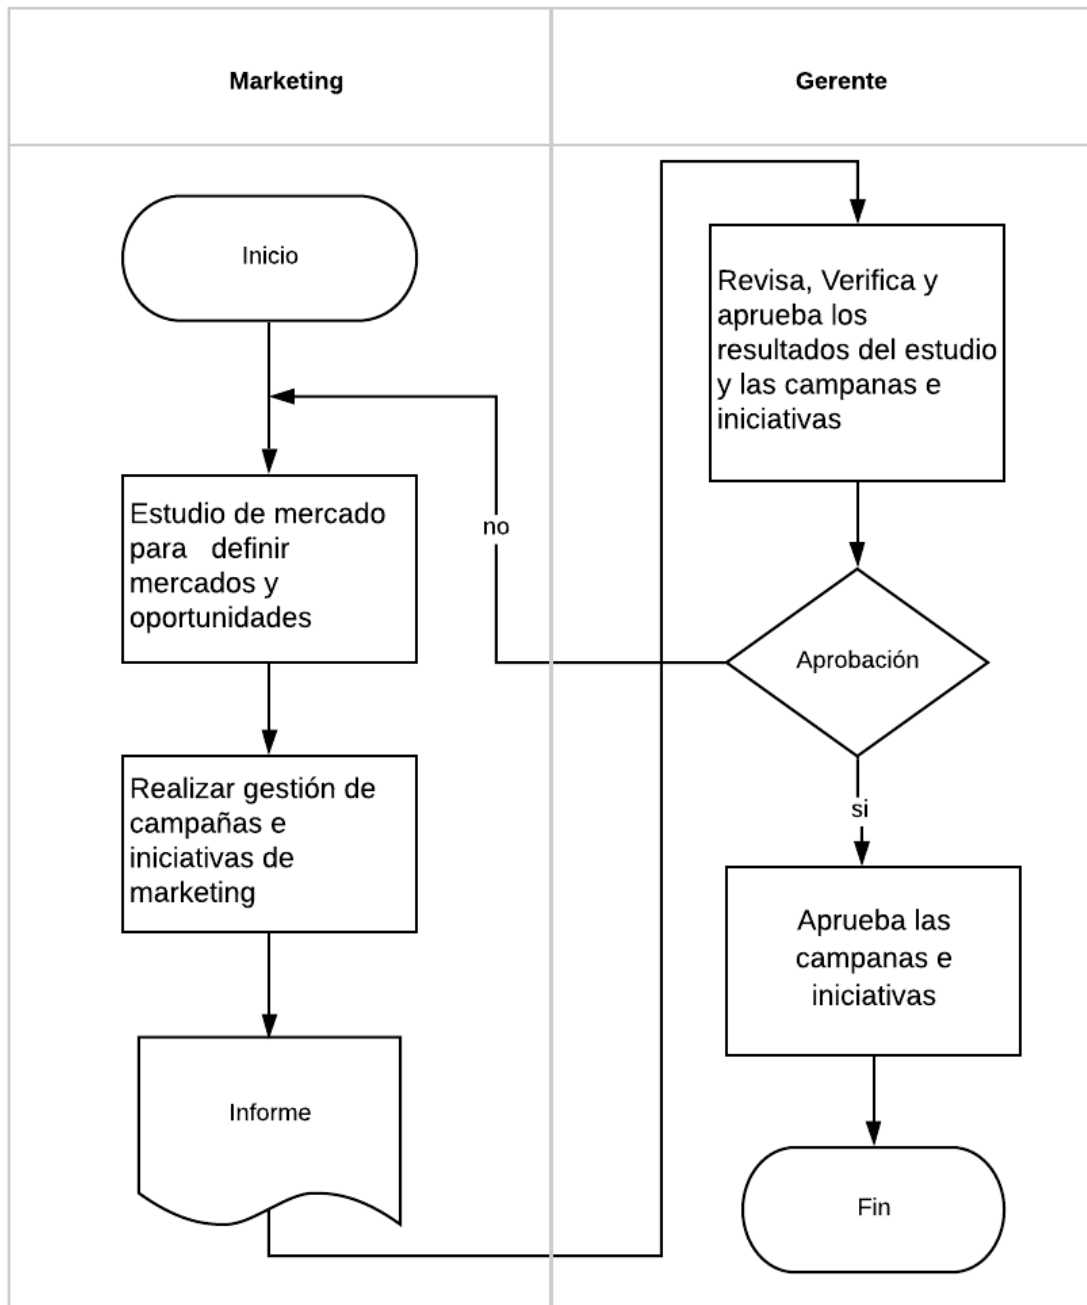 Marketing
Gerente
Inicio
Estudio de mercado
para definir
mercados y
oportunidades
Realizar gestión de
campañas e
iniciativas de
marketing
Informe
no
Revisa, Verifica y
aprueba los
resultados del estudio
y las campanas e
iniciativas
Aprobación
si
Aprueba las
campanas e
iniciativas
Fin